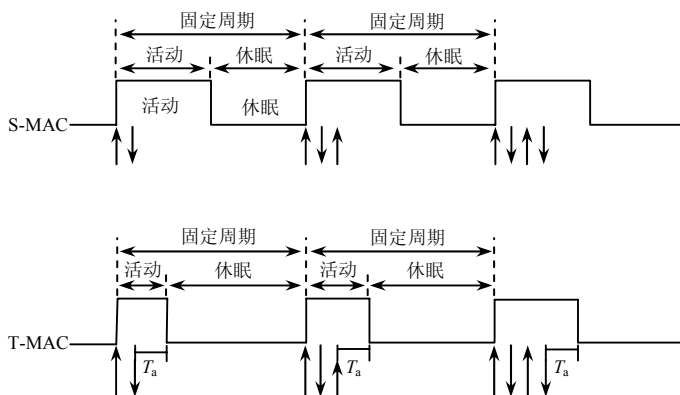 固定周期 固定周期
活动 休眠 活动 休眠
活动 休眠
S-MAC
固定周期 固定周期
活动 休眠 活动 休眠
T-MAC
Ta Ta Ta